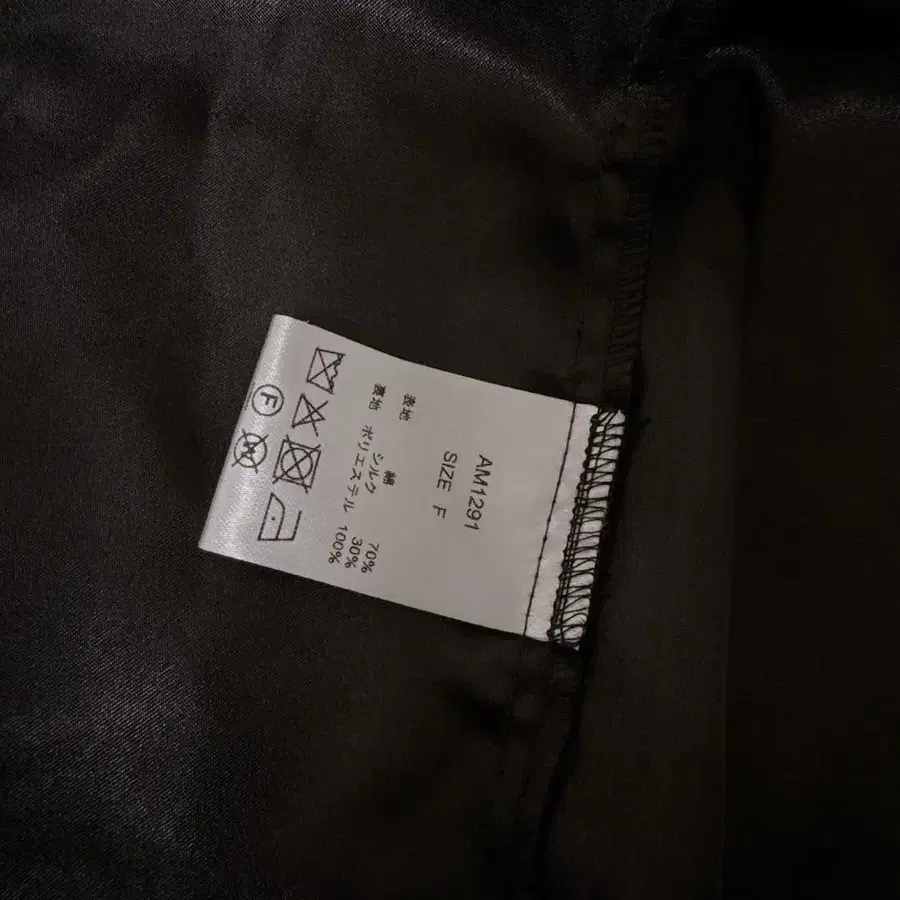 AM1291
SIZE F
表地 綿 70%
シルク 30%
裏地 ポリエステル 100%
F
W